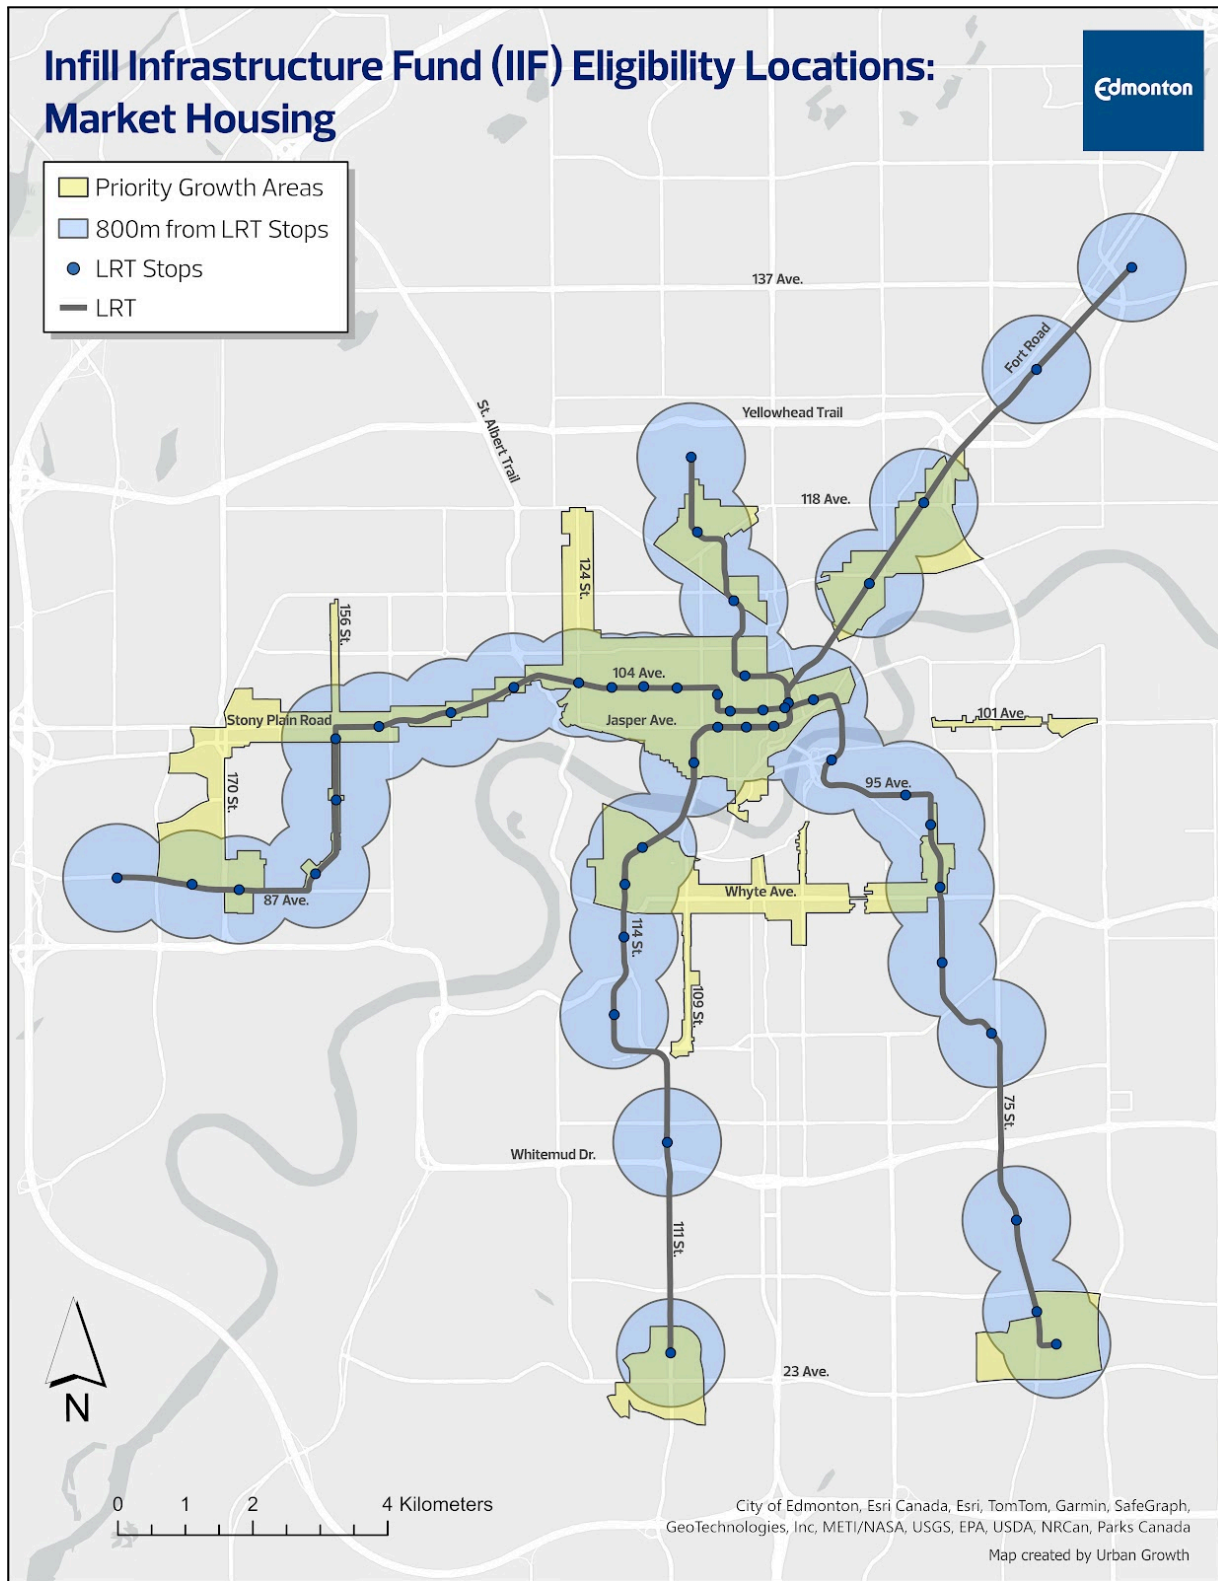 Infill Infrastructure Fund (IIF) Eligibility Locations:
Market Housing
Edmonton
Priority Growth Areas
800m from LRT Stops
LRT Stops
LRT
137 Ave.
Fort Road
Yellowhead Trail
St. Albert Trail
118 Ave.
124 St.
156 St.
104 Ave.
Stony Plain Road
Jasper Ave.
101 Ave
170 St.
95 Ave.
87 Ave.
Whyte Ave.
114 St.
109 St.
75 St.
Whitemud Dr.
111 St.
23 Ave.
N
0 1 2 4 Kilometers
City of Edmonton, Esri Canada, Esri, TomTom, Garmin, SafeGraph,
GeoTechnologies, Inc, METI/NASA, USGS, EPA, USDA, NRCan, Parks Canada
Map created by Urban Growth